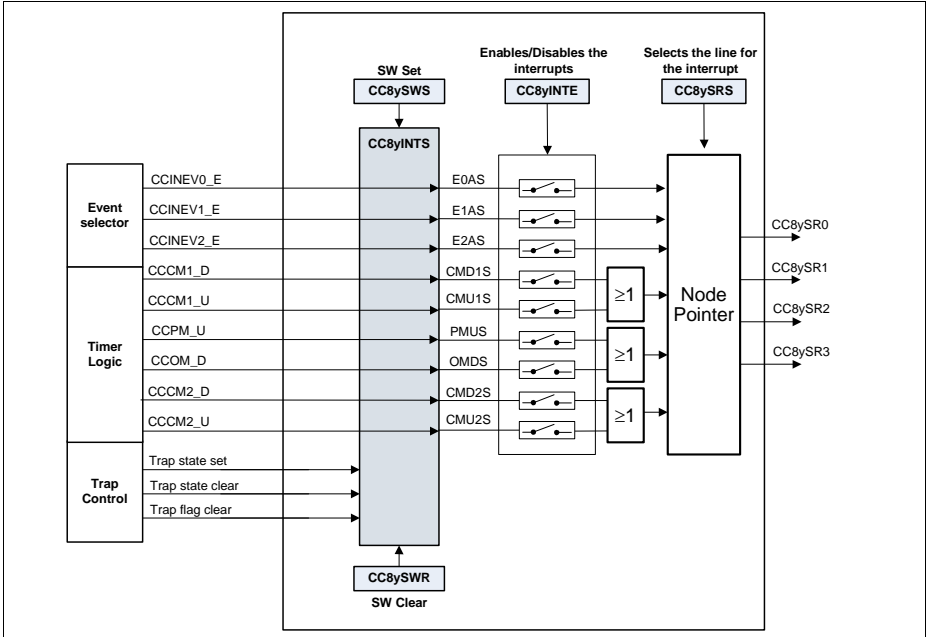 Enables/Disables the
interrupts
Selects the line for
the interrupt
SW Set
CC8ySWS
CC8yINTE
CC8ySRS
CC8yINTS
Event
selector
CCINEV0_E
CCINEV1_E
CCINEV2_E
E0AS
E1AS
E2AS
Timer
Logic
CCCM1_D
CCCM1_U
CCPM_U
CCOM_D
CCCM2_D
CCCM2_U
CMD1S
CMU1S
PMUS
OMDS
CMD2S
CMU2S
≥1
≥1
≥1
Node
Pointer
CC8ySR0
CC8ySR1
CC8ySR2
CC8ySR3
Trap
Control
Trap state set
Trap state clear
Trap flag clear
CC8ySWR
SW Clear